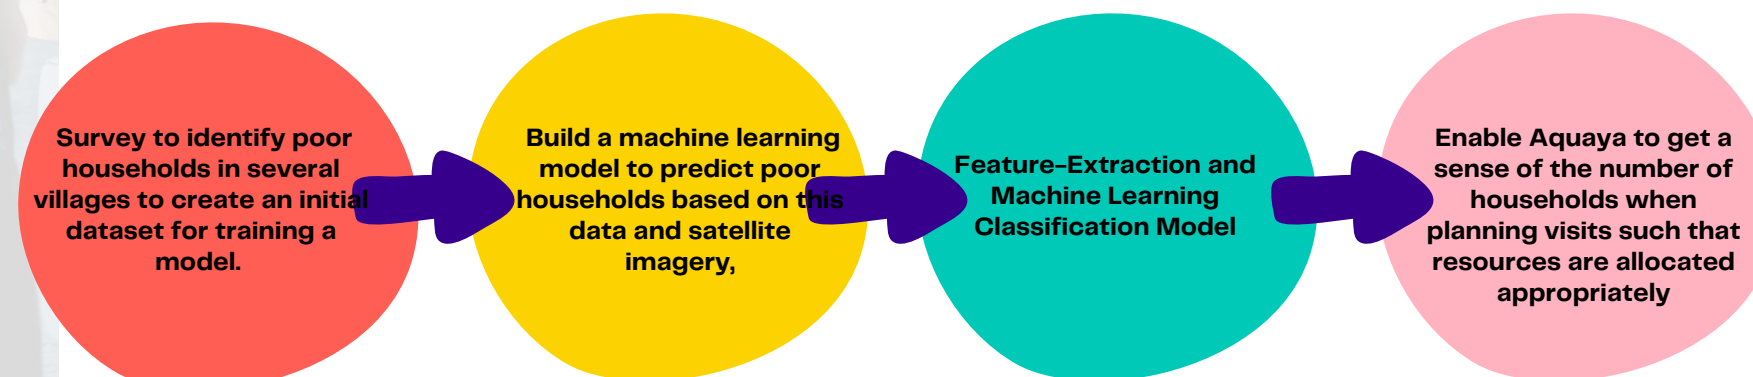 Survey to identify poor
households in several
villages to create an initial
dataset for training a
model.
Build a machine learning
model to predict poor
households based on this
data and satellite
imagery,
Feature-Extraction and
Machine Learning
Classification Model
Enable Aquaya to get a
sense of the number of
households when
planning visits such that
resources are allocated
appropriately